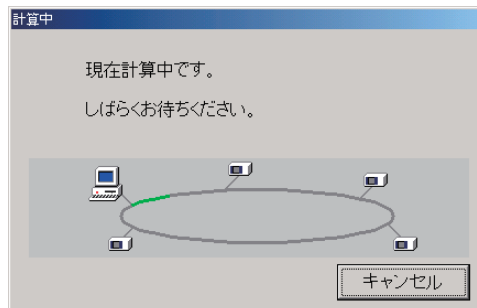 計算中
現在計算中です。
しばらくお待ちください。
キャンセル